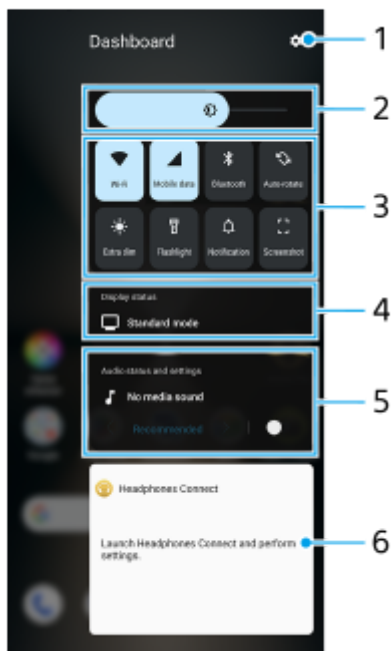 Dashboard
1
2
Wi-Fi Mobile data Bluetooth Auto-rotate
3
Extra dim Flashlight Notification Screenshot
Display status
4
Standard mode
Audio status and settings
No media sound
5
Recommended
Headphones Connect
Launch Headphones Connect and perform
6
settings.